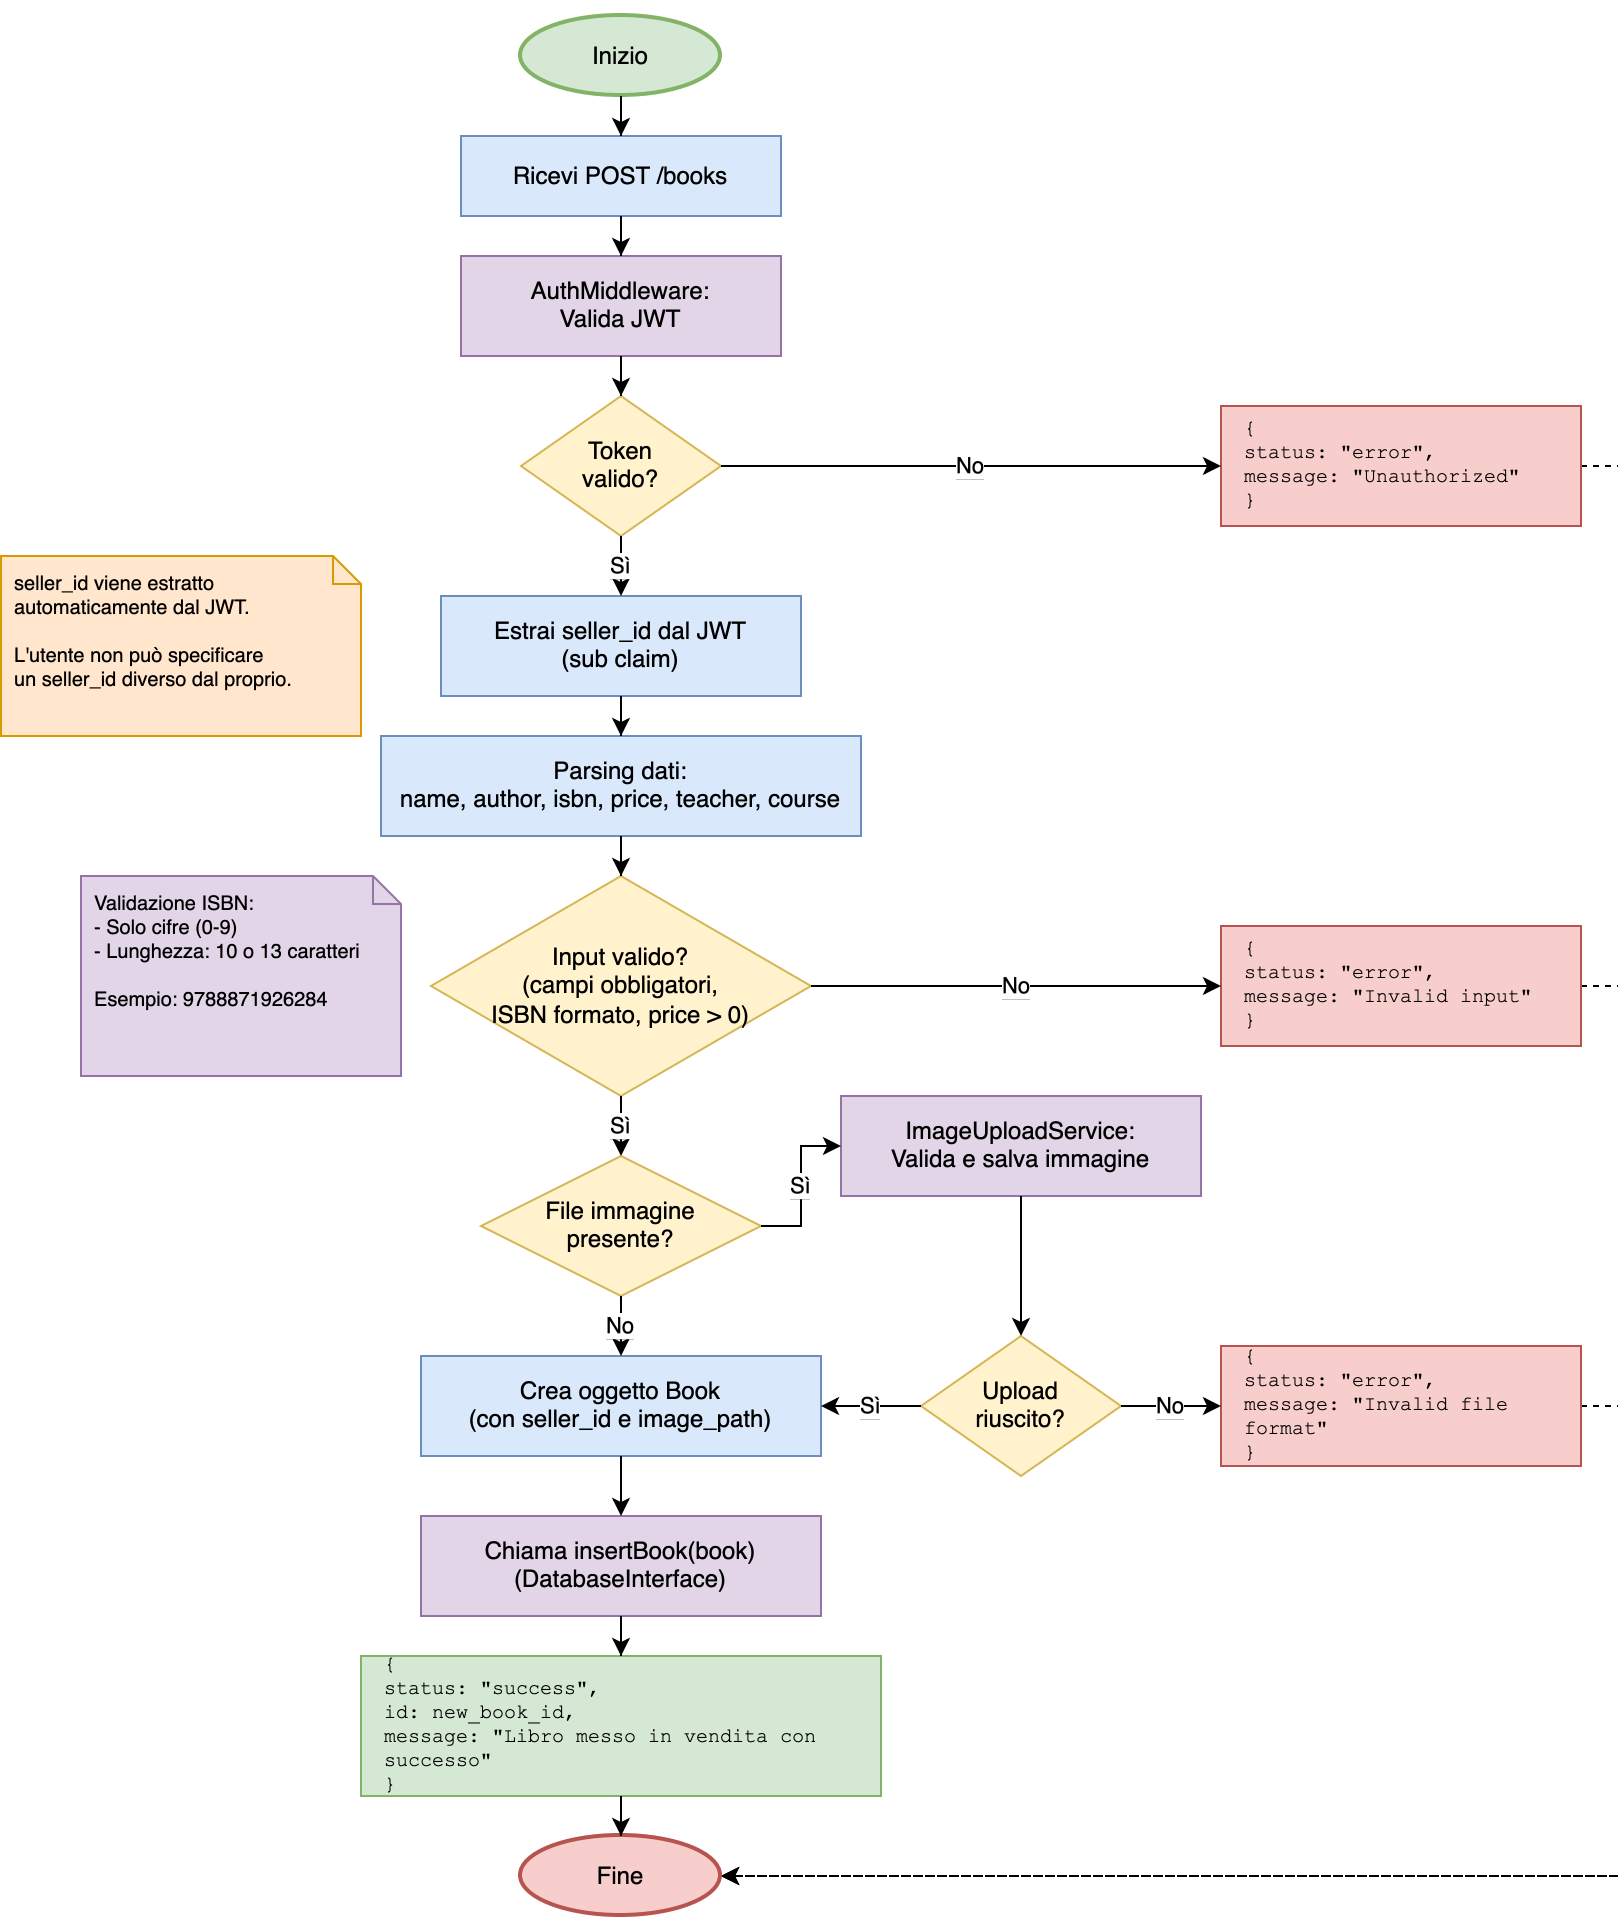 Inizio
Ricevi POST /books
AuthMiddleware:
Valida JWT
Token
valido?
No
{
status: "error",
message: "Unauthorized"
}
Sì
seller_id viene estratto
automaticamente dal JWT.
L'utente non può specificare
un seller_id diverso dal proprio.
Estrai seller_id dal JWT
(sub claim)
Parsing dati:
name, author, isbn, price, teacher, course
Validazione ISBN:
- Solo cifre (0-9)
- Lunghezza: 10 o 13 caratteri
Esempio: 9788871926284
Input valido?
(campi obbligatori,
ISBN formato, price > 0)
No
{
status: "error",
message: "Invalid input"
}
Sì
File immagine
presente?
Sì
ImageUploadService:
Valida e salva immagine
No
Crea oggetto Book
(con seller_id e image_path)
Sì
Upload
riuscito?
No
{
status: "error",
message: "Invalid file
format"
}
Chiama insertBook(book)
(DatabaseInterface)
{
status: "success",
id: new_book_id,
message: "Libro messo in vendita con
successo"
}
Fine